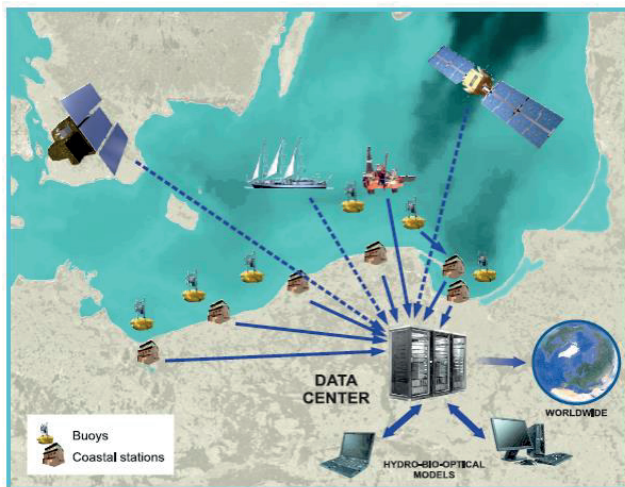 DATA
CENTER
WORLDWIDE
Buoys
Coastal stations
HYDRO-BIO-OPTICAL
MODELS